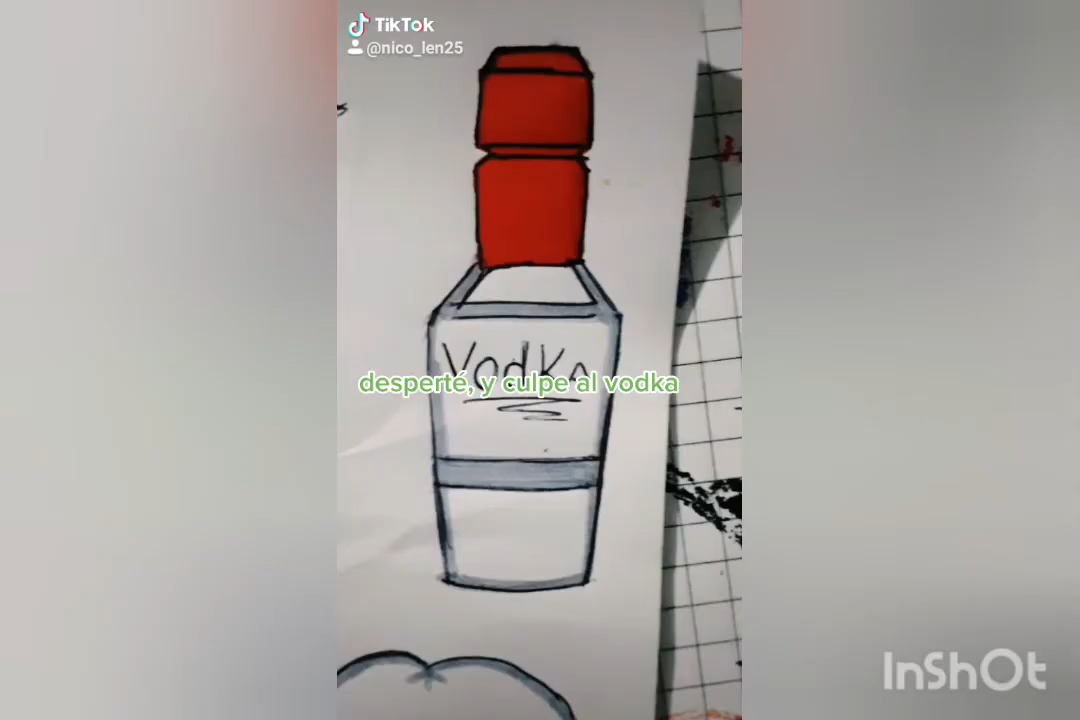 TikTok
@nico_len25
Vodka
desperté, y culpe al vodka
InShOt